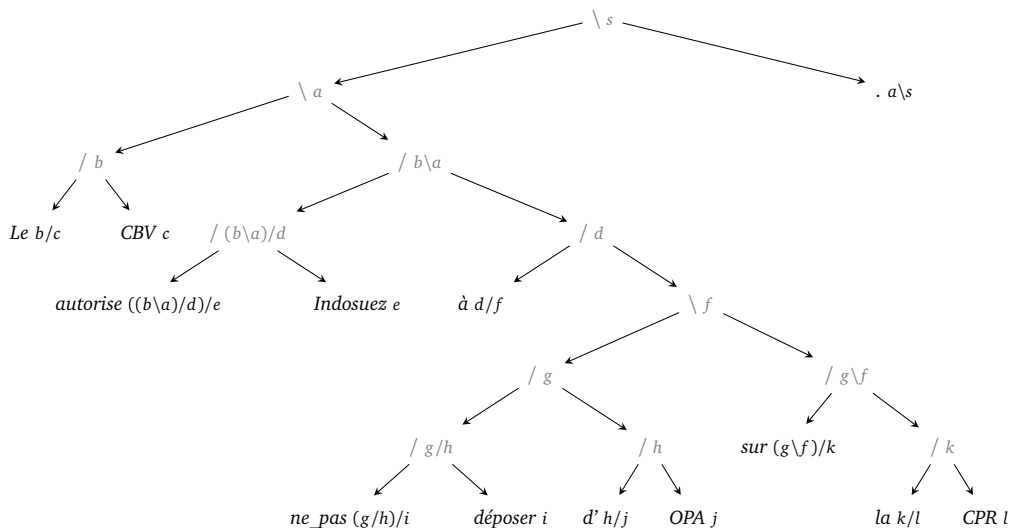 \ s
\ a
. a\s
/ b
/ b\a
Le b/c
CBV c
/ (b\a)/d
/ d
autorise ((b\a)/d)/e
Indosuez e
à d/f
\ f
/ g
/ g\f
/ g/h
/ h
sur (g\f)/k
/ k
ne_pas (g/h)/i
déposer i
d' h/j
OPA j
la k/l
CPR l